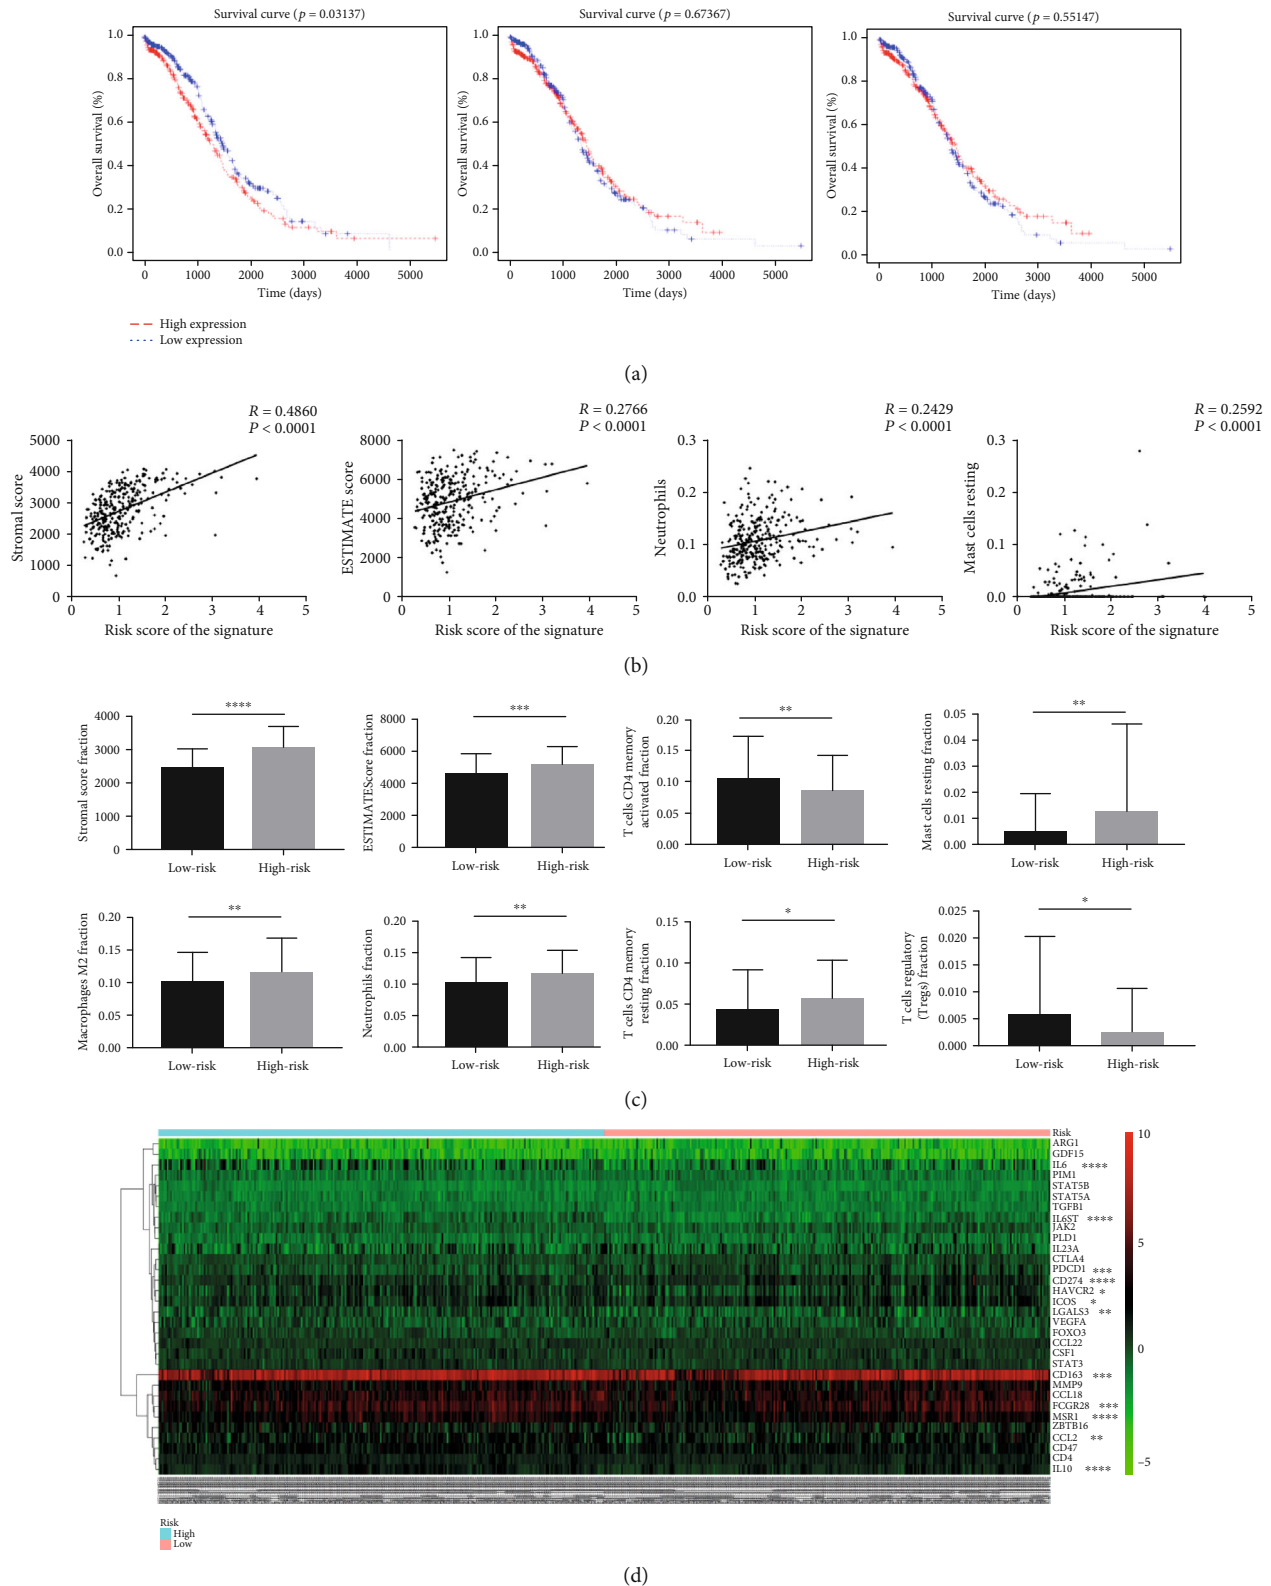 Survival curve (p = 0.03137)
Overall survival (%)
1.0
0.8
0.6
0.4
0.2
0.0
0 1000 2000 3000 4000 5000
Time (days)
Survival curve (p = 0.67367)
Overall survival (%)
1.0
0.8
0.6
0.4
0.2
0.0
0 1000 2000 3000 4000 5000
Time (days)
Survival curve (p = 0.55147)
Overall survival (%)
1.0
0.8
0.6
0.4
0.2
0.0
0 1000 2000 3000 4000 5000
Time (days)
High expression
Low expression
(a)
R = 0.4860
P < 0.0001
Stromal score
5000
4000
3000
2000
1000
0
0 1 2 3 4 5
Risk score of the signature
R = 0.2766
P < 0.0001
ESTIMATE score
8000
6000
4000
2000
0
0 1 2 3 4 5
Risk score of the signature
R = 0.2429
P < 0.0001
Neutrophils
0.3
0.2
0.1
0.0
0 1 2 3 4 5
Risk score of the signature
R = 0.2592
P < 0.0001
Mast cells resting
0.3
0.2
0.1
0.0
0 1 2 3 4 5
Risk score of the signature
(b)
Stromal score fraction
4000
3000
2000
1000
0
****
Low-risk High-risk
ESTIMATEScore fraction
8000
6000
4000
2000
0
***
Low-risk High-risk
T cells CD4 memory
activated fraction
0.20
0.15
0.10
0.05
0.00
**
Low-risk High-risk
Mast cells resting fraction
0.05
0.04
0.03
0.02
0.01
0.00
**
Low-risk High-risk
Macrophages M2 fraction
0.20
0.15
0.10
0.05
0.00
**
Low-risk High-risk
Neutrophils fraction
0.20
0.15
0.10
0.05
0.00
**
Low-risk High-risk
T cells CD4 memory
resting fraction
0.15
0.10
0.05
0.00
*
Low-risk High-risk
T cells regulatory
(Tregs) fraction
0.025
0.020
0.015
0.010
0.005
0.000
*
Low-risk High-risk
(c)
Risk
ARG1
GDF15
IL6 ****
PIM1
STAT5B
STAT5A
TGFB1
IL6ST ****
JAK2
PLD1
IL23A
CTLA4
PDCD1 ***
CD274 ****
HAVCR2 *
ICOS *
LGALS3 **
VEGFA
FOXO3
CCL22
CSF1
STAT3
CD163 ***
MMP9
CCL18
FCGR28 ***
MSR1 ****
ZBTB16
CCL2 **
CD47
CD4
IL10 ****
10
5
0
−5
Risk
High
Low
(d)